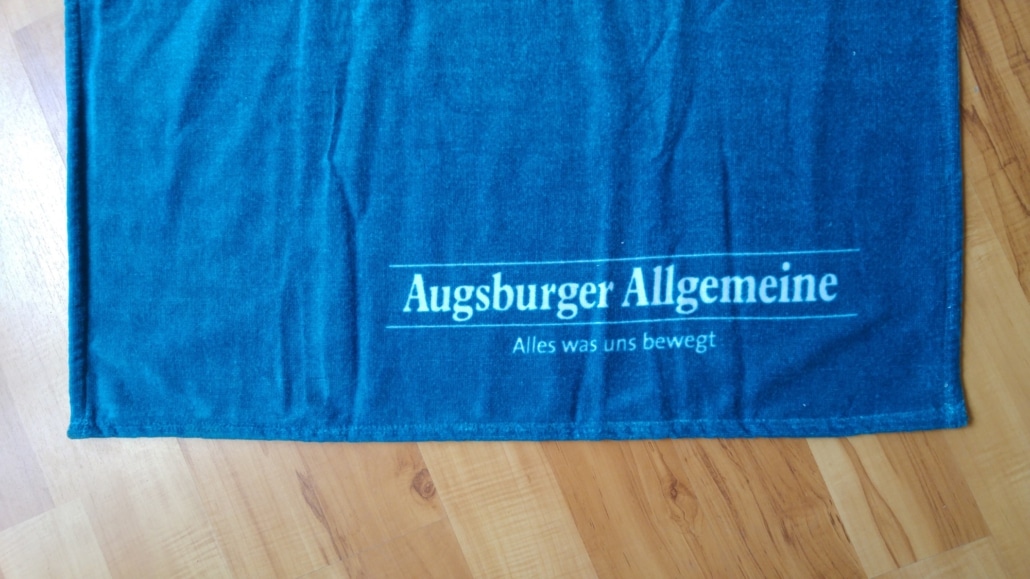 Augsburger Allgemeine
Alles was uns bewegt